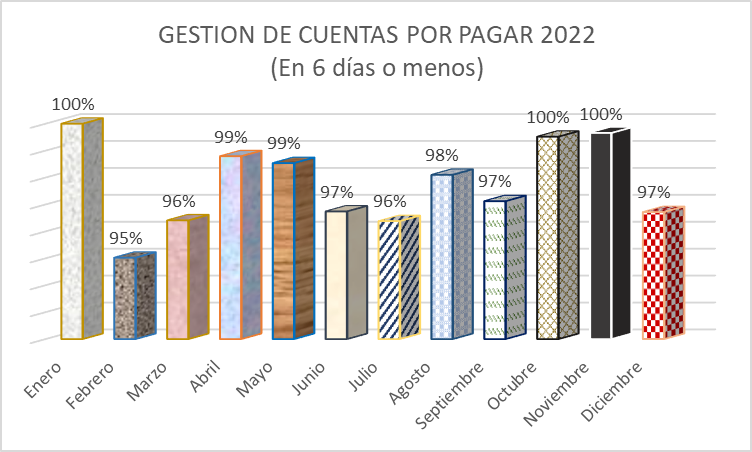 GESTION DE CUENTAS POR PAGAR 2022
(En 6 días o menos)
100%
95%
96%
99%
99%
97%
96%
98%
97%
100%
100%
97%
Enero
Febrero
Marzo
Abril
Mayo
Junio
Julio
Agosto
Septiembre
Octubre
Noviembre
Diciembre